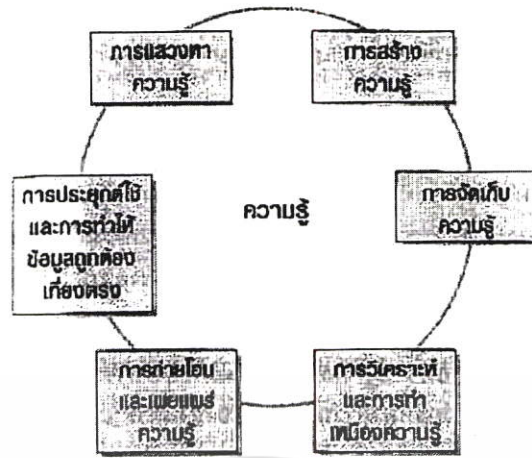 การแสวงหา
ความรู้
การสร้าง
ความรู้
การจัดเก็บ
ความรู้
การวิเคราะห์
และการทำ
เหมืองความรู้
การถ่ายโอน
และเผยแพร่
ความรู้
การประยุกต์ใช้
และการทำให้
ข้อมูลถูกต้อง
เที่ยงตรง
ความรู้